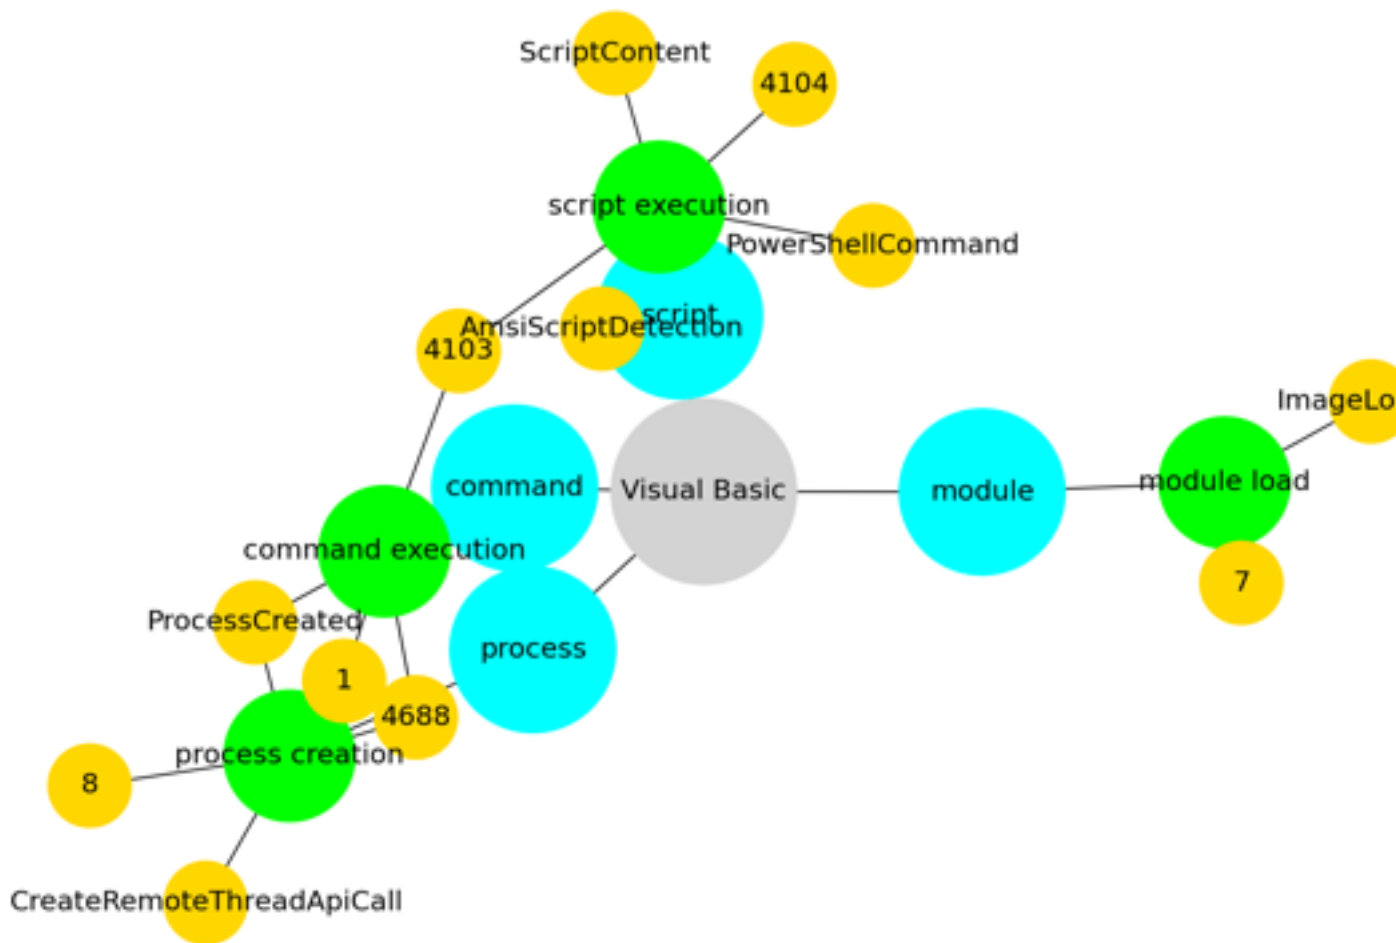 ScriptContent
4104
script execution
PowerShellCommand
script
AmsiScriptDetection
4103
ImageLo
module load
command
Visual Basic
module
command execution
7
ProcessCreated
process
1
4688
process creation
8
CreateRemoteThreadApiCall